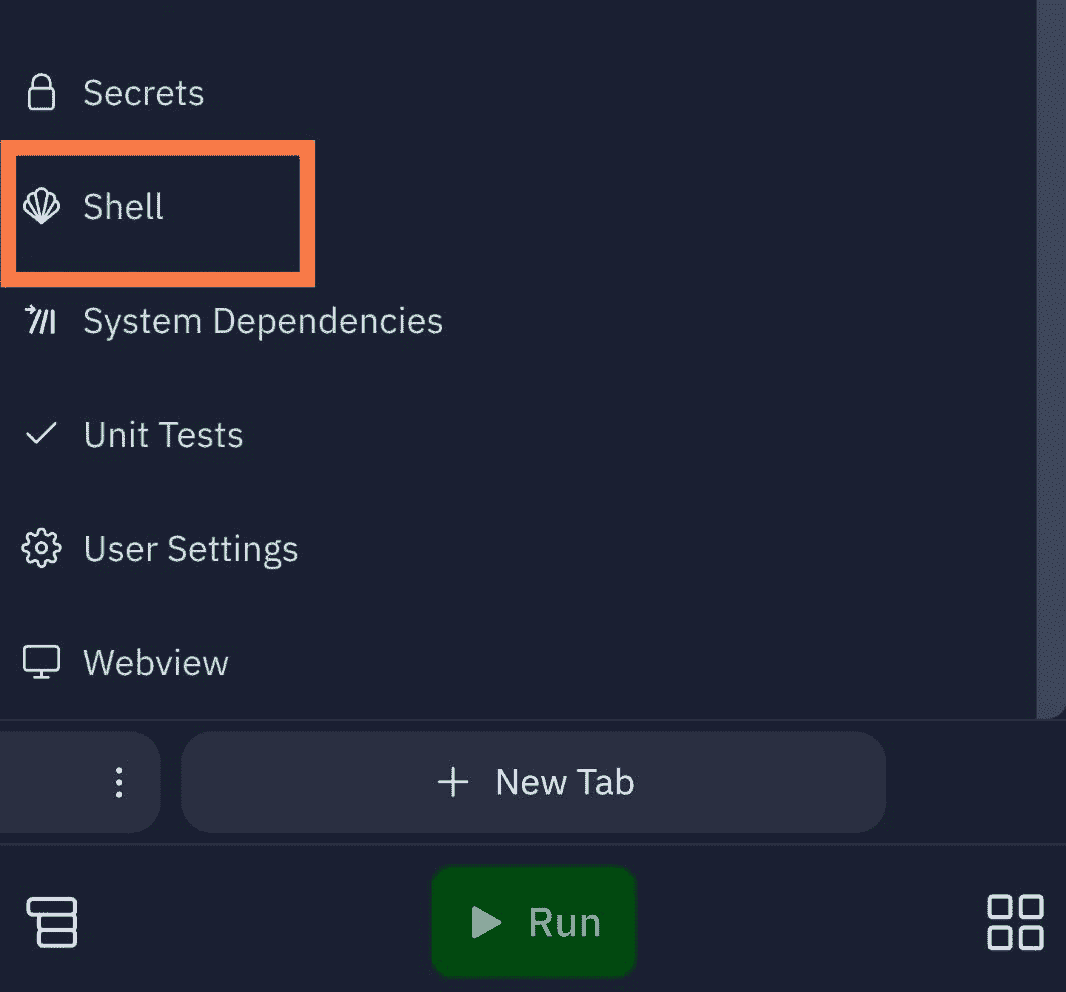 Secrets
Shell
System Dependencies
Unit Tests
User Settings
Webview
New Tab
Run